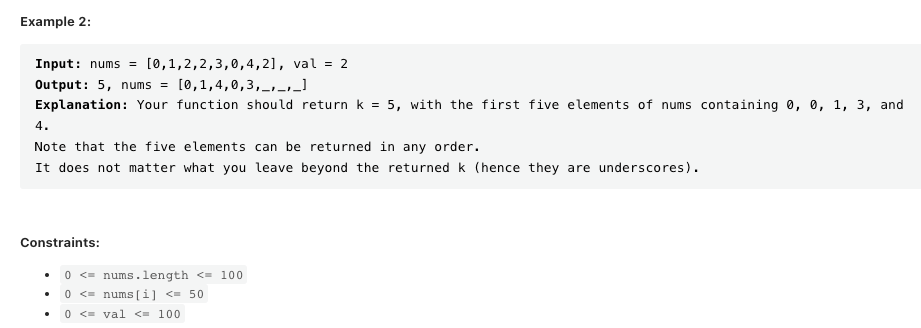 Example 2:
Input: nums = [0,1,2,2,3,0,4,2], val = 2
Output: 5, nums = [0,1,4,0,3,_,_,_]
Explanation: Your function should return k = 5, with the first five elements of nums containing 0, 0, 1, 3, and
4.
Note that the five elements can be returned in any order.
It does not matter what you leave beyond the returned k (hence they are underscores).
Constraints:
• 0 <= nums.length <= 100
• 0 <= nums[i] <= 50
• 0 <= val <= 100